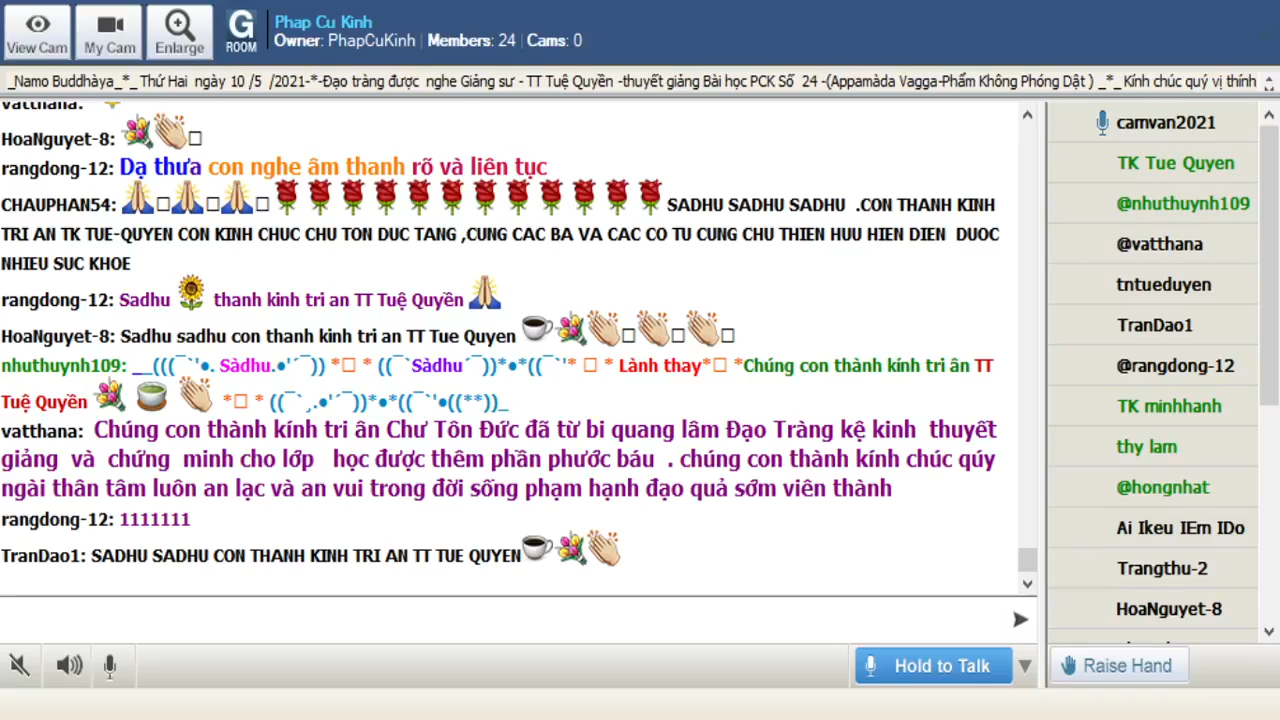 Phap Cu Kinh
View Cam My Cam Enlarge G ROOM Owner: PhapCuKinh | Members: 24 | Cams: 0
_Namo Buddhàya_*_ Thứ Hai ngày 10 /5 /2021-*-Đạo tràng được nghe Giảng sư - TT Tuệ Quyền -thuyết giảng Bài học PCK Số 24 -(Appamàda Vagga-Phẩm Không Phóng Dật ) _*_ Kính chúc quý vị thính
vatthana:
HoaNguyet-8:
rangdong-12: Dạ thưa con nghe âm thanh rõ và liên tục
CHAUPHAN54: SADHU SADHU SADHU .CON THANH KINH
TRI AN TK TUE-QUYEN CON KINH CHUC CHU TON DUC TANG ,CUNG CAC BA VA CAC CO TU CUNG CHU THIEN HUU HIEN DIEN DUOC
NHIEU SUC KHOE
rangdong-12: Sadhu thanh kinh tri an TT Tuệ Quyền
HoaNguyet-8: Sadhu sadhu con thanh kinh tri an TT Tue Quyen
nhuthuynh109: __(((¯`'•. Sàdhu.•'´¯)) *□ * ((¯`Sàdhu´¯))*•*((¯`'* □ * Lành thay*□ *Chúng con thành kính tri ân TT
Tuệ Quyền *□ * ((¯`¸.•'´¯))*•*((¯`'•((**))_
vatthana: Chúng con thành kính tri ân Chư Tôn Đức đã từ bi quang lâm Đạo Tràng kệ kinh thuyết
giảng và chứng minh cho lớp học được thêm phần phước báu . chúng con thành kính chúc qúy
ngài thân tâm luôn an lạc và an vui trong đời sống phạm hạnh đạo quả sớm viên thành
rangdong-12: 1111111
TranDao1: SADHU SADHU CON THANH KINH TRI AN TT TUE QUYEN
Hold to Talk
camvan2021
TK Tue Quyen
@nhuthuynh109
@vatthana
tntueduyen
TranDao1
@rangdong-12
TK minhhanh
thy lam
@hongnhat
Ai Ikeu IEm IDo
Trangthu-2
HoaNguyet-8
Raise Hand